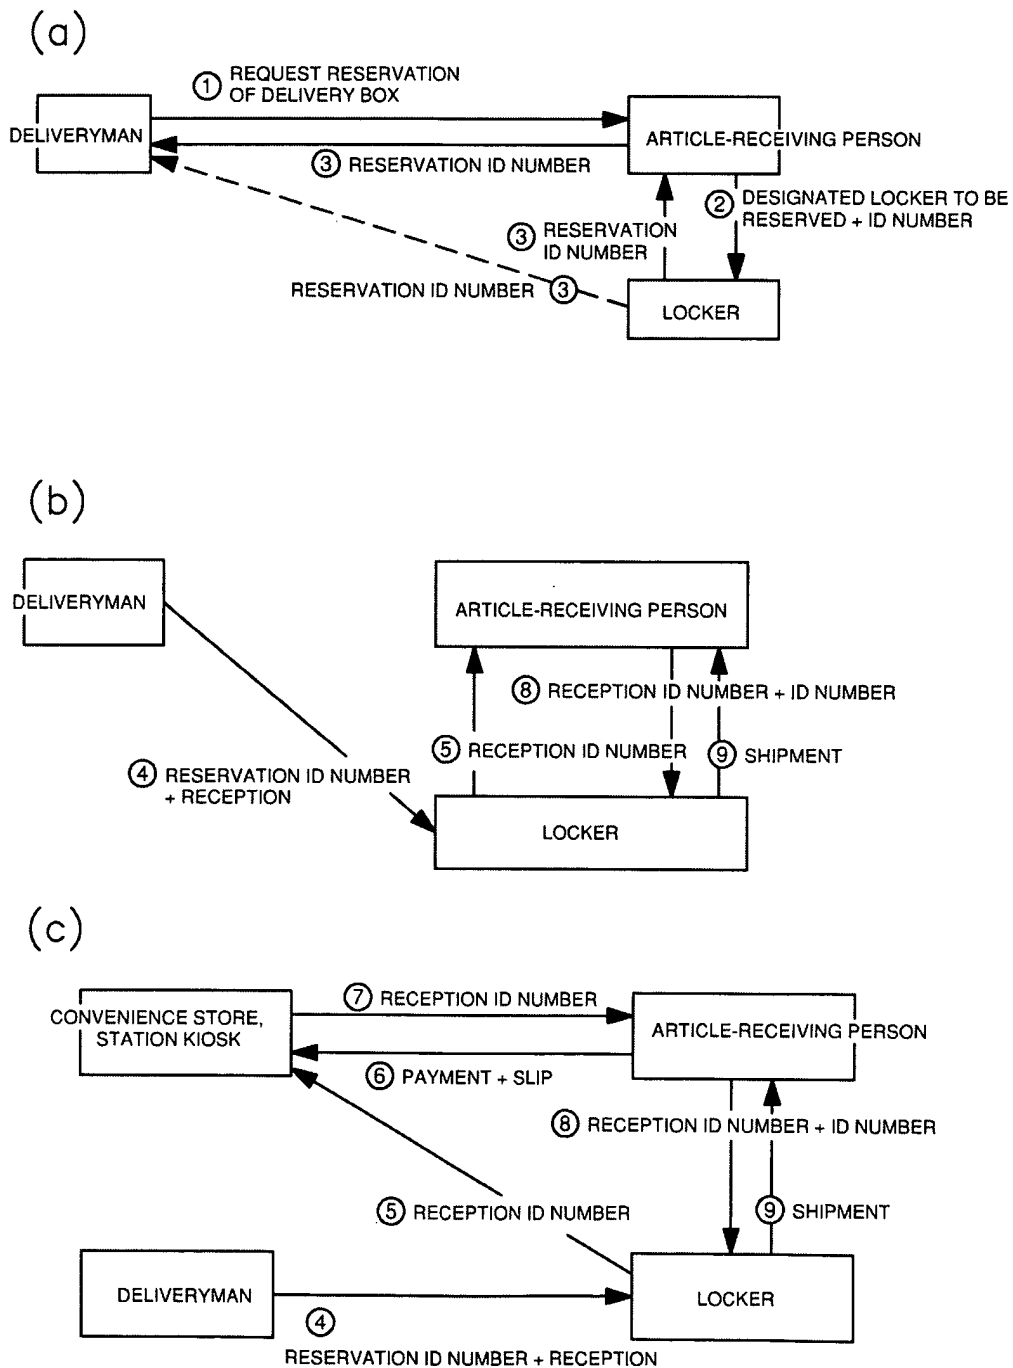 (a)
① REQUEST RESERVATION
OF DELIVERY BOX
DELIVERYMAN
ARTICLE-RECEIVING PERSON
③ RESERVATION ID NUMBER
② DESIGNATED LOCKER TO BE
RESERVED + ID NUMBER
③ RESERVATION
ID NUMBER
RESERVATION ID NUMBER ③
LOCKER
(b)
DELIVERYMAN
ARTICLE-RECEIVING PERSON
⑧ RECEPTION ID NUMBER + ID NUMBER
⑤ RECEPTION ID NUMBER
⑨ SHIPMENT
④ RESERVATION ID NUMBER
+ RECEPTION
LOCKER
(c)
⑦ RECEPTION ID NUMBER
CONVENIENCE STORE,
STATION KIOSK
ARTICLE-RECEIVING PERSON
⑥ PAYMENT + SLIP
⑧ RECEPTION ID NUMBER + ID NUMBER
⑤ RECEPTION ID NUMBER
⑨ SHIPMENT
DELIVERYMAN
LOCKER
④
RESERVATION ID NUMBER + RECEPTION